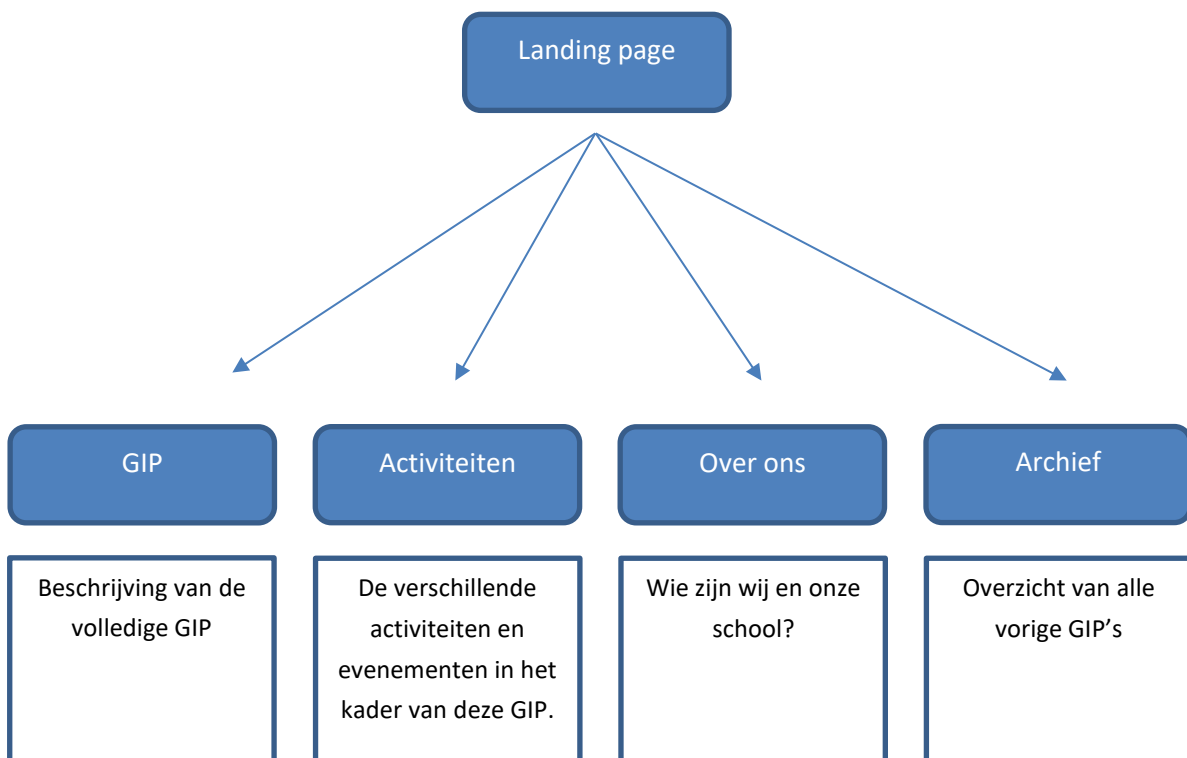 Landing page
GIP
Activiteiten
Over ons
Archief
Beschrijving van de
volledige GIP
De verschillende
activiteiten en
evenementen in het
kader van deze GIP.
Wie zijn wij en onze
school?
Overzicht van alle
vorige GIP’s